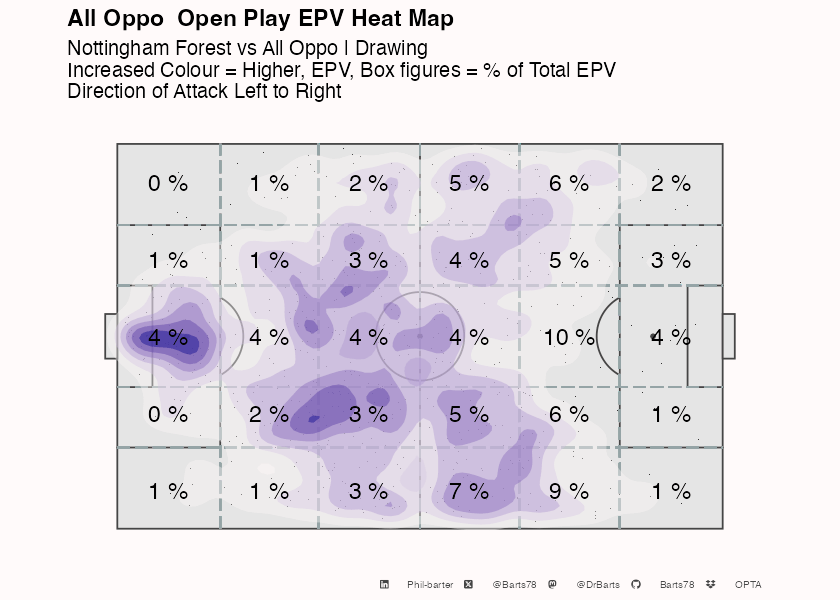 All Oppo  Open Play EPV Heat Map
Nottingham Forest vs All Oppo | Drawing
Increased Colour = Higher, EPV, Box figures = % of Total EPV
Direction of Attack Left to Right
0 % 1 % 2 % 5 % 6 % 2 %
1 % 1 % 3 % 4 % 5 % 3 %
4 % 4 % 4 % 4 % 10 % 4 %
0 % 2 % 3 % 5 % 6 % 1 %
1 % 1 % 3 % 7 % 9 % 1 %
Phil-barter @Barts78 @DrBarts Barts78 OPTA